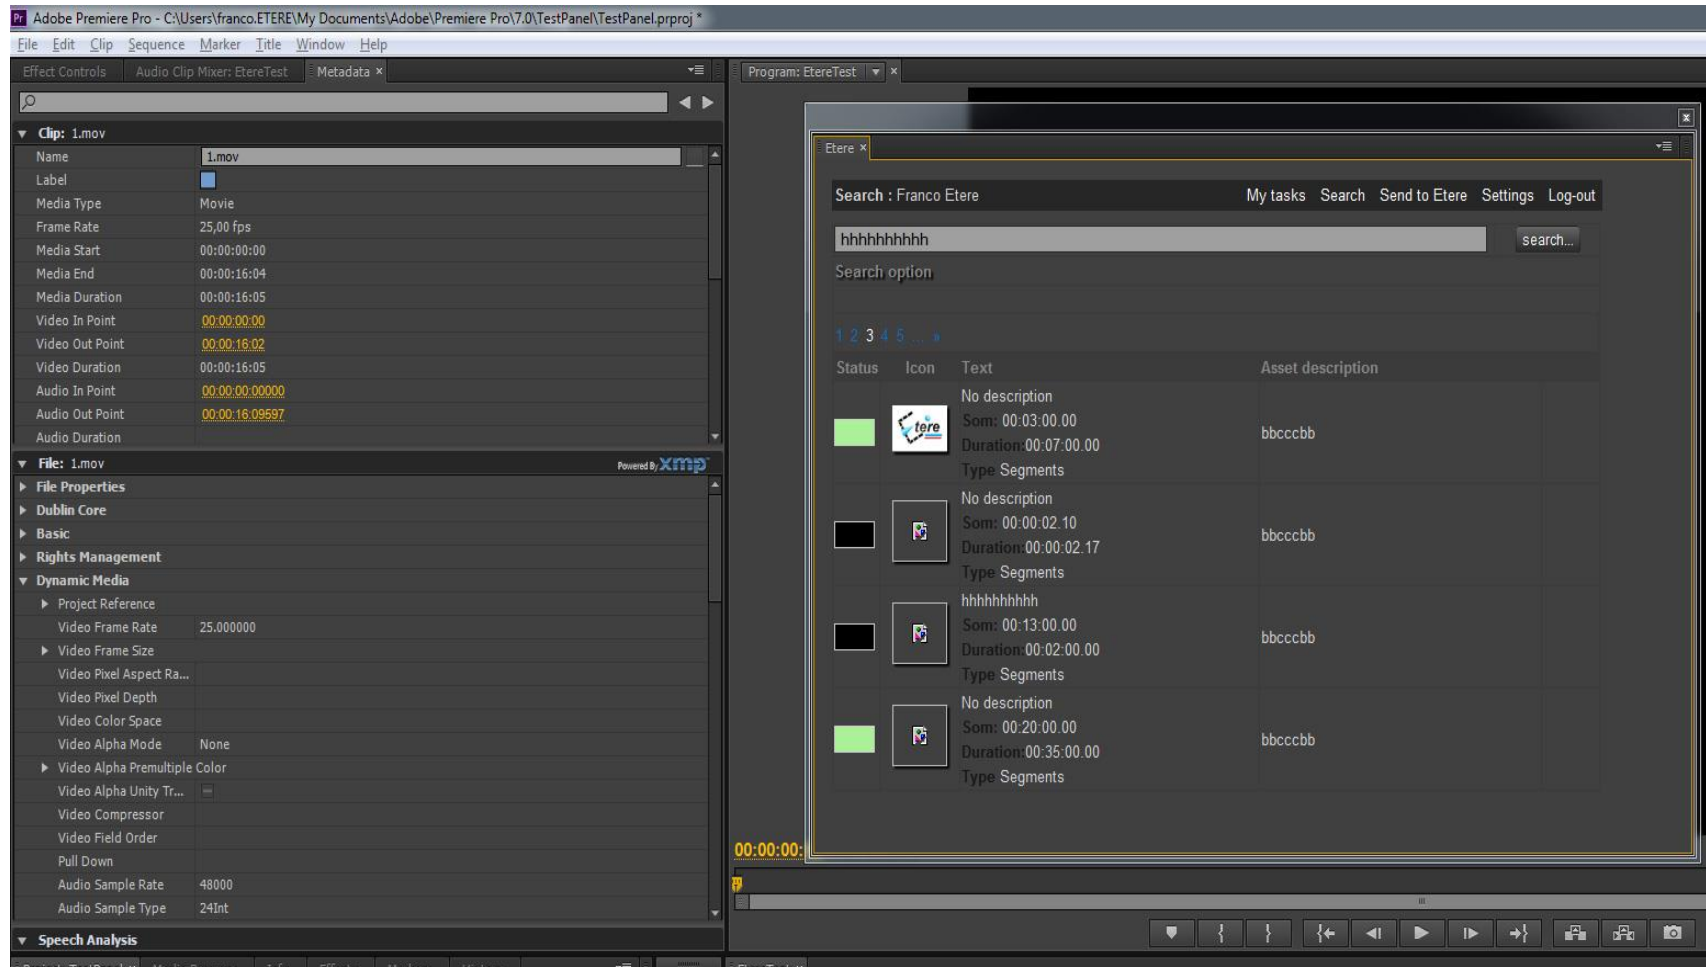 Pr Adobe Premiere Pro - C:\Users\franco.ETERE\My Documents\Adobe\Premiere Pro\7.0\TestPanel\TestPanel.prproj *
File Edit Clip Sequence Marker Title Window Help
Effect Controls Audio Clip Mixer: EtereTest Metadata ×
Clip: 1.mov
Name 1.mov
Label
Media Type Movie
Frame Rate 25,00 fps
Media Start 00:00:00:00
Media End 00:00:16:04
Media Duration 00:00:16:05
Video In Point 00:00:00:00
Video Out Point 00:00:16:02
Video Duration 00:00:16:05
Audio In Point 00:00:00:00000
Audio Out Point 00:00:16:09597
Audio Duration
File: 1.mov Powered By XMP
File Properties
Dublin Core
Basic
Rights Management
Dynamic Media
Project Reference
Video Frame Rate 25.000000
Video Frame Size
Video Pixel Aspect Ra...
Video Pixel Depth
Video Color Space
Video Alpha Mode None
Video Alpha Premultiple Color
Video Alpha Unity Tr...
Video Compressor
Video Field Order
Pull Down
Audio Sample Rate 48000
Audio Sample Type 24Int
Speech Analysis
Program: EtereTest ×
Etere ×
Search : Franco Etere My tasks Search Send to Etere Settings Log-out
hhhhhhhhhh search...
Search option
1 2 3 4 5 ... »
Status Icon Text Asset description
No description
Som: 00:03:00.00
Duration:00:07:00.00
Type Segments
etere
bbcccbb
No description
Som: 00:00:02.10
Duration:00:00:02.17
Type Segments
bbcccbb
hhhhhhhhhh
Som: 00:13:00.00
Duration:00:02:00.00
Type Segments
bbcccbb
No description
Som: 00:20:00.00
Duration:00:35:00.00
Type Segments
bbcccbb
00:00:00: